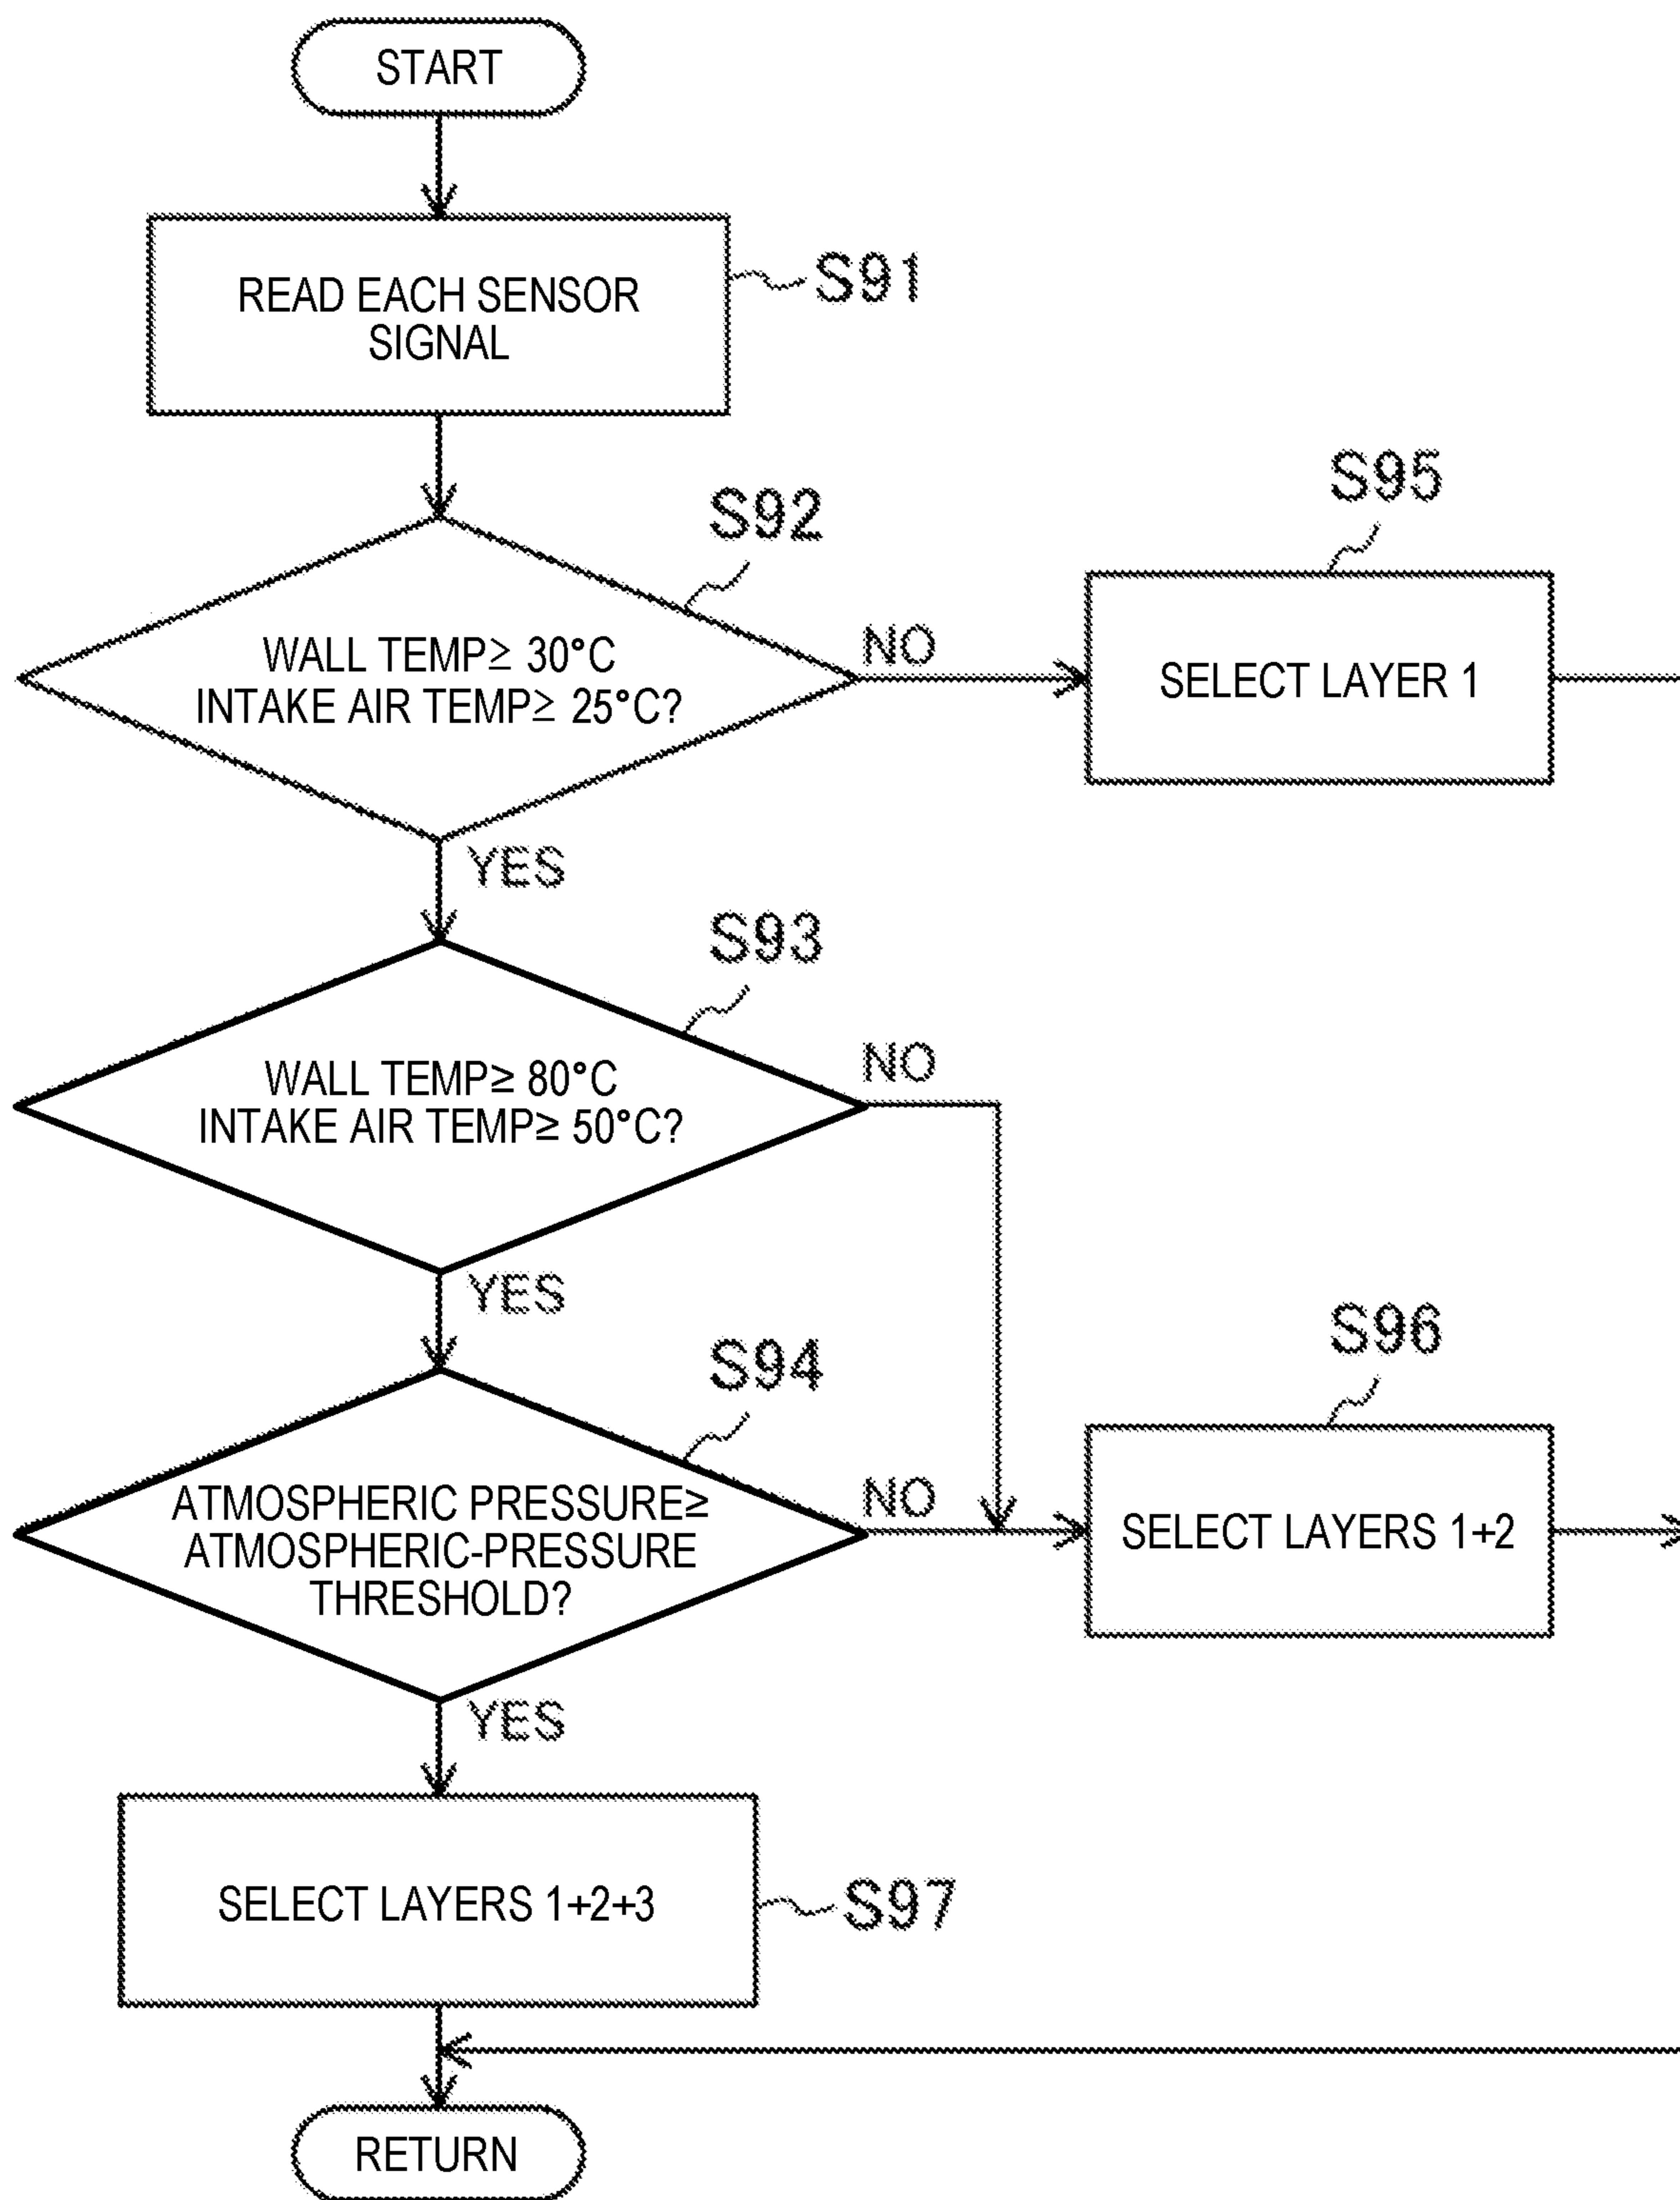 START
READ EACH SENSOR
SIGNAL
S91
S92
WALL TEMP≥ 30°C
INTAKE AIR TEMP≥ 25°C?
NO
S95
SELECT LAYER 1
YES
S93
WALL TEMP≥ 80°C
INTAKE AIR TEMP≥ 50°C?
NO
YES
S94
ATMOSPHERIC PRESSURE≥
ATMOSPHERIC-PRESSURE
THRESHOLD?
NO
S96
SELECT LAYERS 1+2
YES
SELECT LAYERS 1+2+3
S97
RETURN